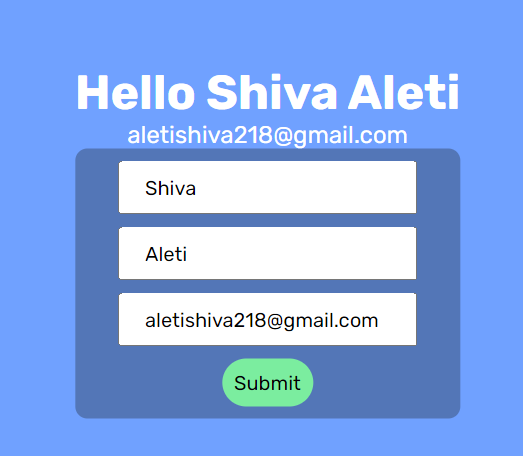 Hello Shiva Aleti
aletishiva218@gmail.com
Shiva
Aleti
aletishiva218@gmail.com
Submit